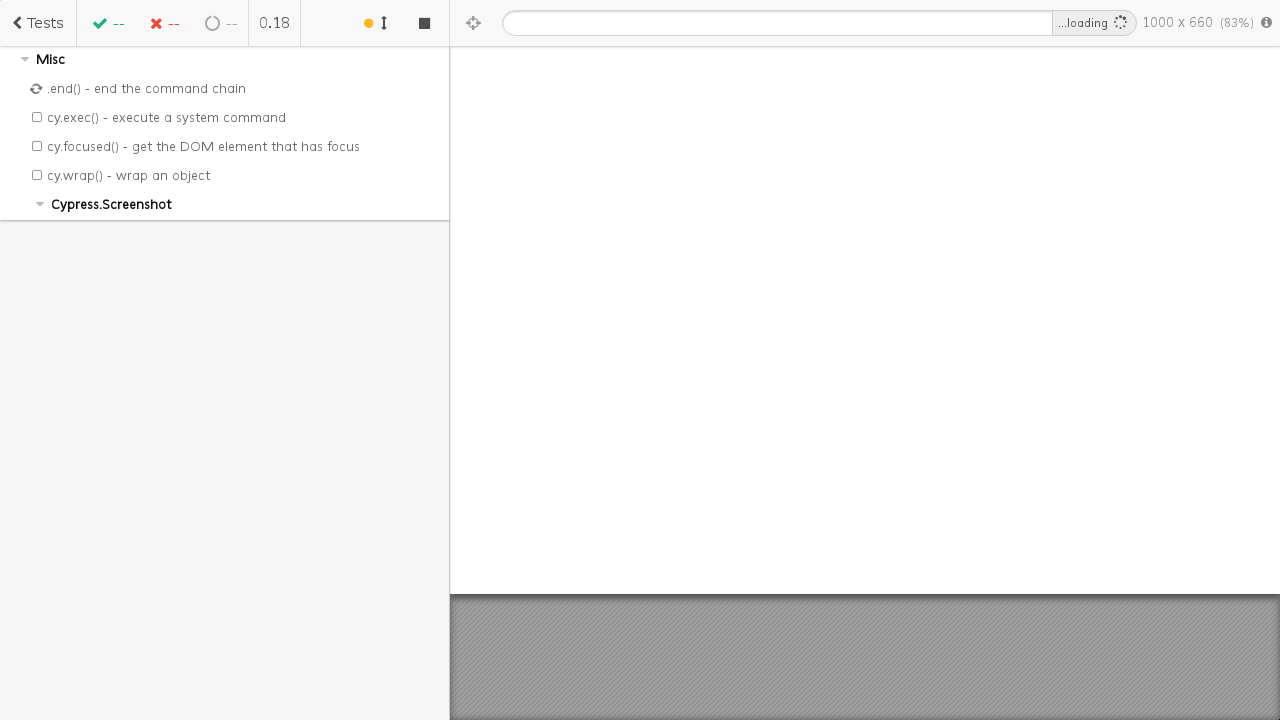 Tests -- -- -- 0.18 ...loading 1000 x 660 (83%)
Misc
.end() - end the command chain
cy.exec() - execute a system command
cy.focused() - get the DOM element that has focus
cy.wrap() - wrap an object
Cypress.Screenshot